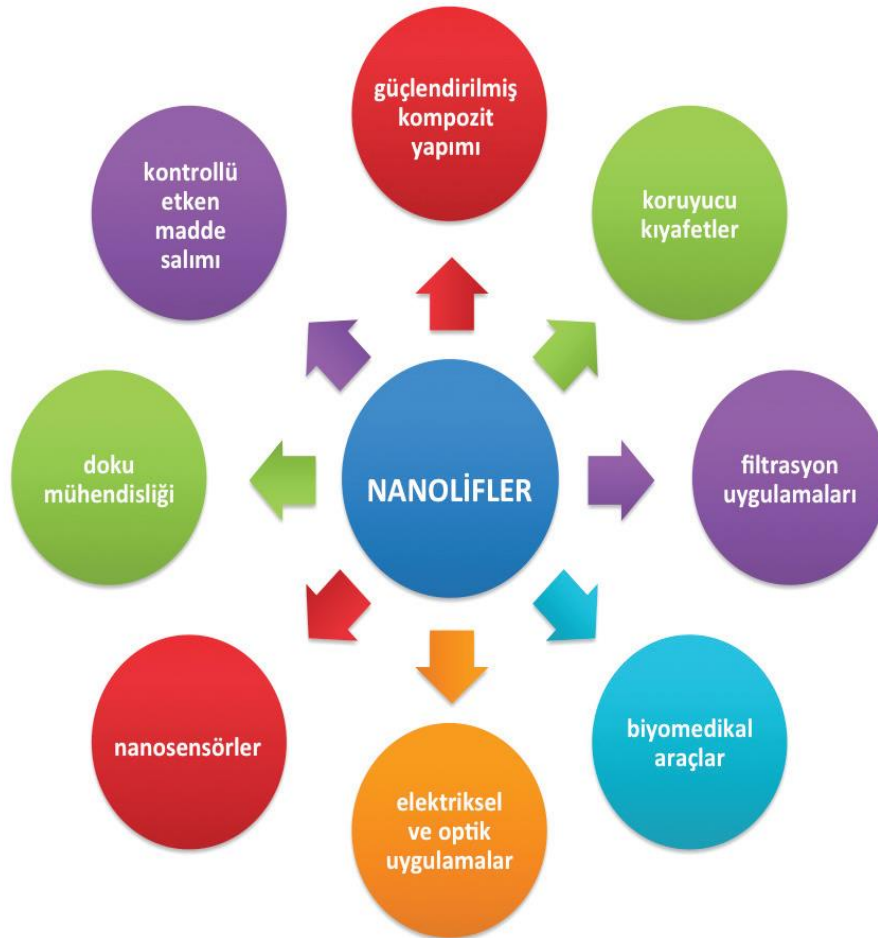 güçlendirilmiş
kompozit
yapımı
koruyucu
kıyafetler
filtrasyon
uygulamaları
biyomedikal
araçlar
elektriksel
ve optik
uygulamalar
nanosensörler
doku
mühendisliği
kontrollü
etken
madde
salımı
NANOLİFLER